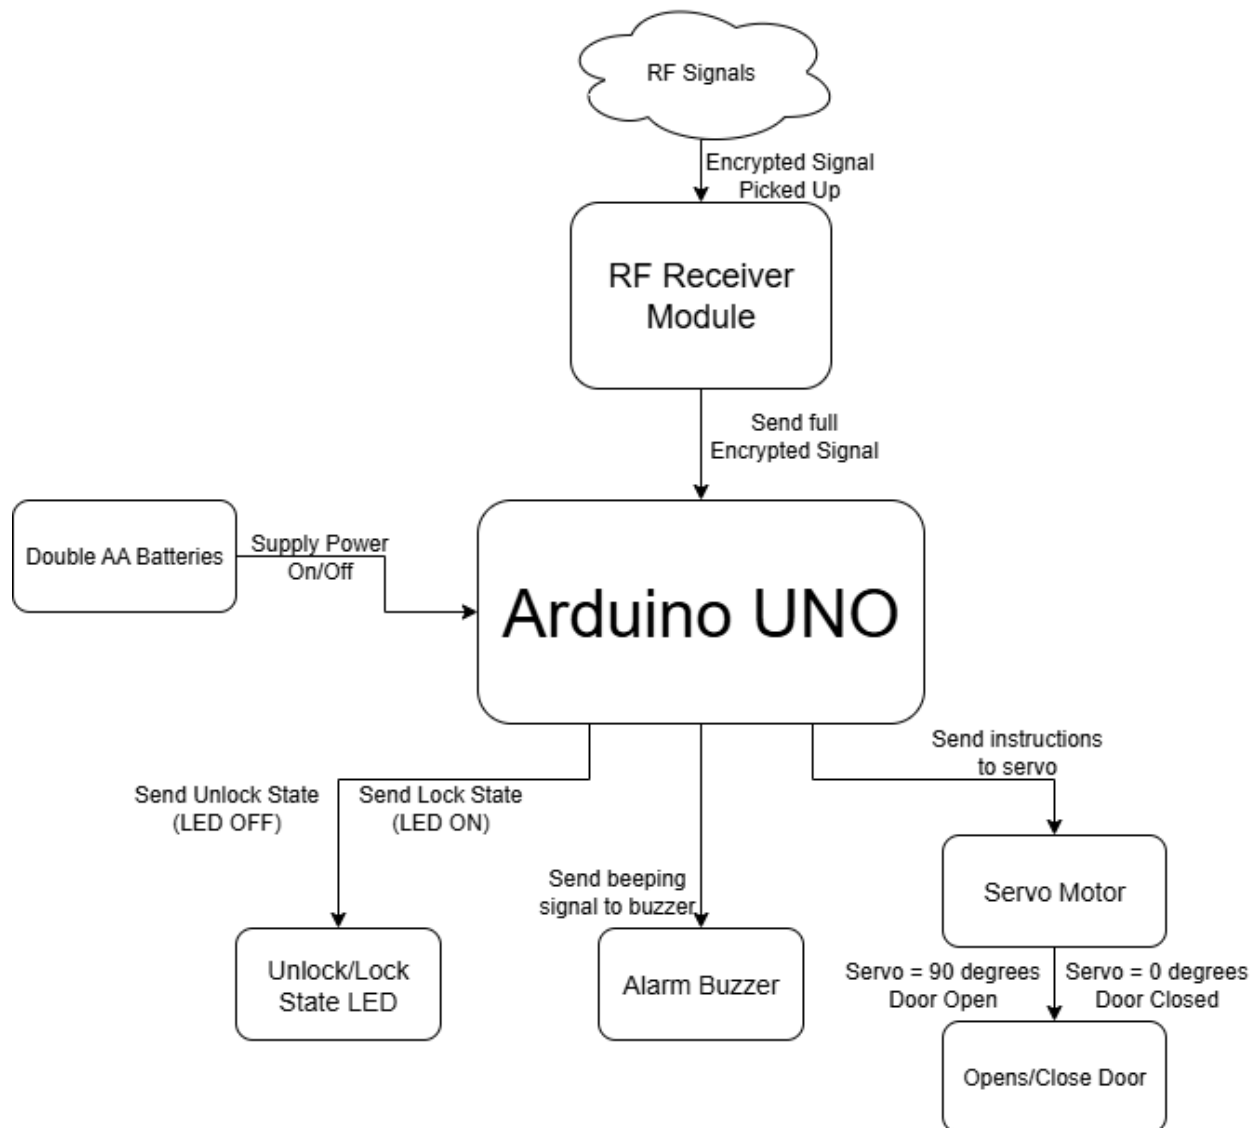 RF Signals
Encrypted Signal
Picked Up
RF Receiver
Module
Send full
Encrypted Signal
Double AA Batteries
Supply Power
On/Off
Arduino UNO
Send Unlock State
(LED OFF)
Send Lock State
(LED ON)
Send beeping
signal to buzzer
Send instructions
to servo
Unlock/Lock
State LED
Alarm Buzzer
Servo Motor
Servo = 90 degrees
Door Open
Servo = 0 degrees
Door Closed
Opens/Close Door